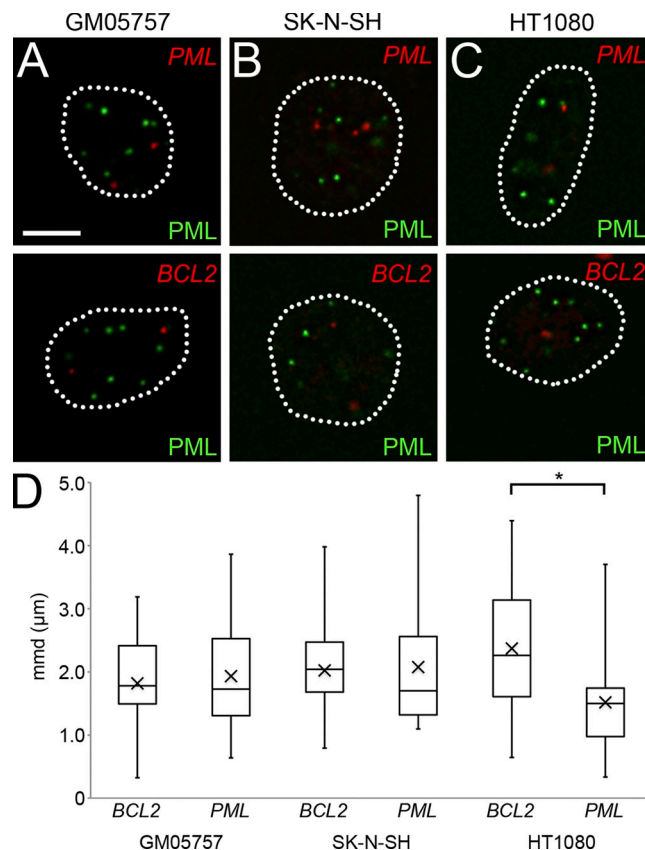 GM05757 SK-N-SH HT1080
A PML B PML C PML
PML PML PML
BCL2 BCL2 BCL2
PML PML PML
D
*
5.0
4.0
3.0
2.0
1.0
0
mmd (μm)
BCL2 PML BCL2 PML BCL2 PML
GM05757 SK-N-SH HT1080